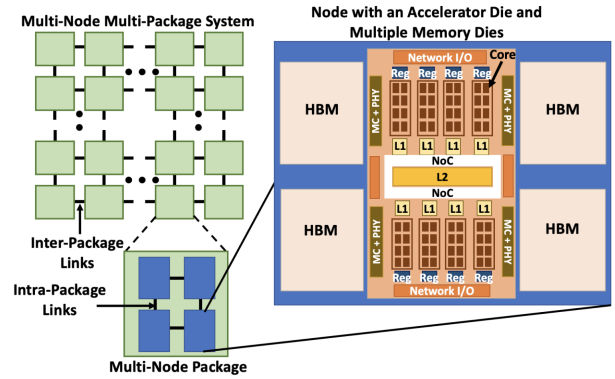 Multi-Node Multi-Package System
Inter-Package
Links
Intra-Package
Links
Multi-Node Package
Node with an Accelerator Die and
Multiple Memory Dies
Network I/O
Core
Reg Reg Reg Reg
HBM
MC + PHY
MC + PHY
HBM
L1 L1 L1 L1
NoC
L2
NoC
L1 L1 L1 L1
HBM
MC + PHY
MC + PHY
HBM
Reg Reg Reg Reg
Network I/O